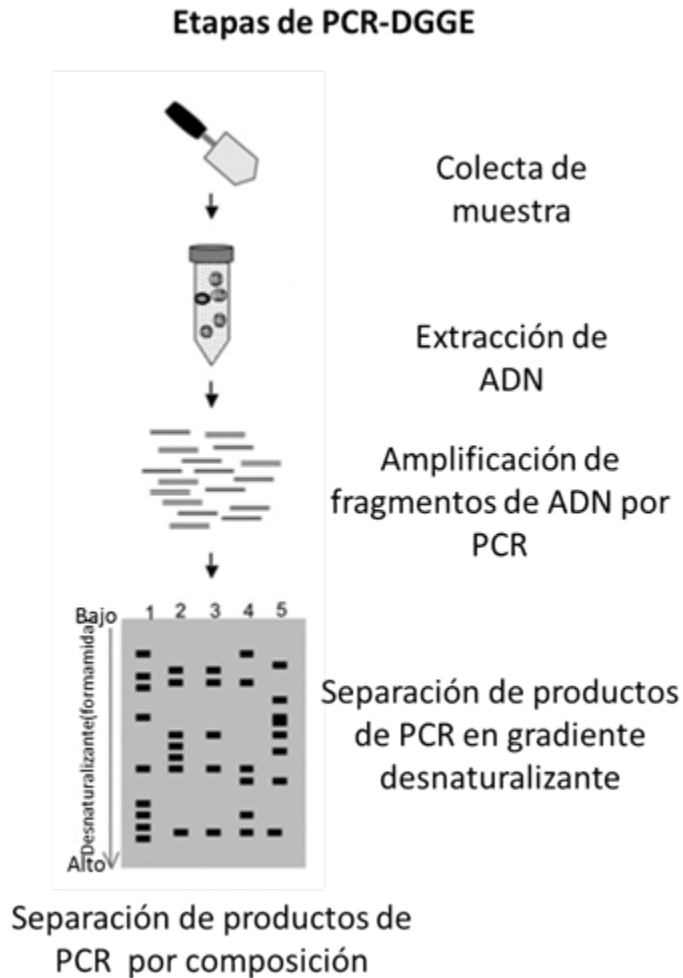 Etapas de PCR-DGGE
Colecta de
muestra
Extracción de
ADN
Amplificación de
fragmentos de ADN por
PCR
Bajo
1 2 3 4 5
Desnaturalizante(formamida)
Alto
Separación de productos
de PCR en gradiente
desnaturalizante
Separación de productos de
PCR por composición